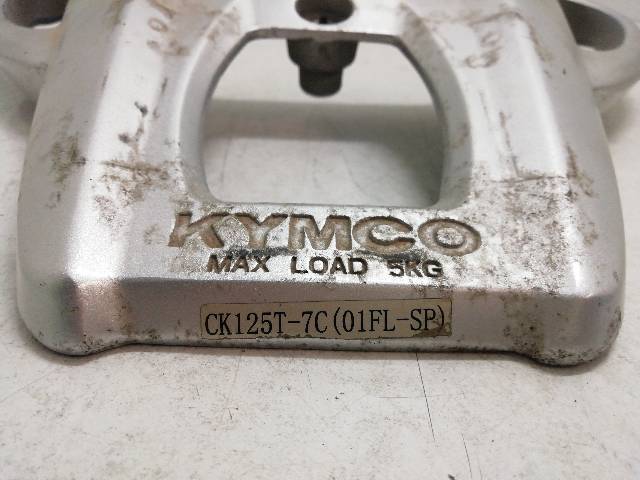 KYMCO
MAX LOAD 5KG
CK125T-7C(01FL-SP)